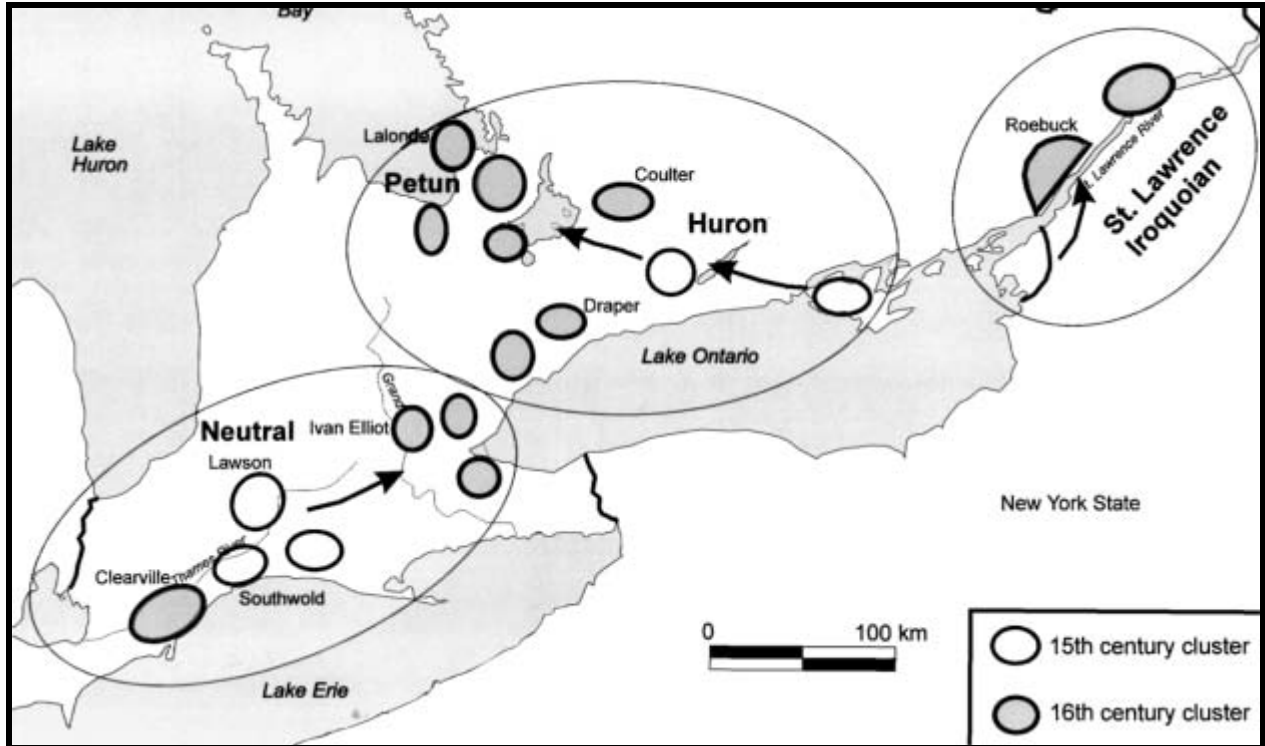 Bay
Lake
Huron
Lalonde
Petun
Coulter
Huron
Roebuck
Lawrence River
St. Lawrence
Iroquoian
Draper
Lake Ontario
Grand
Neutral
Ivan Elliot
Lawson
New York State
Clearville
Thames River
Southwold
Lake Erie
0 100 km
15th century cluster
16th century cluster